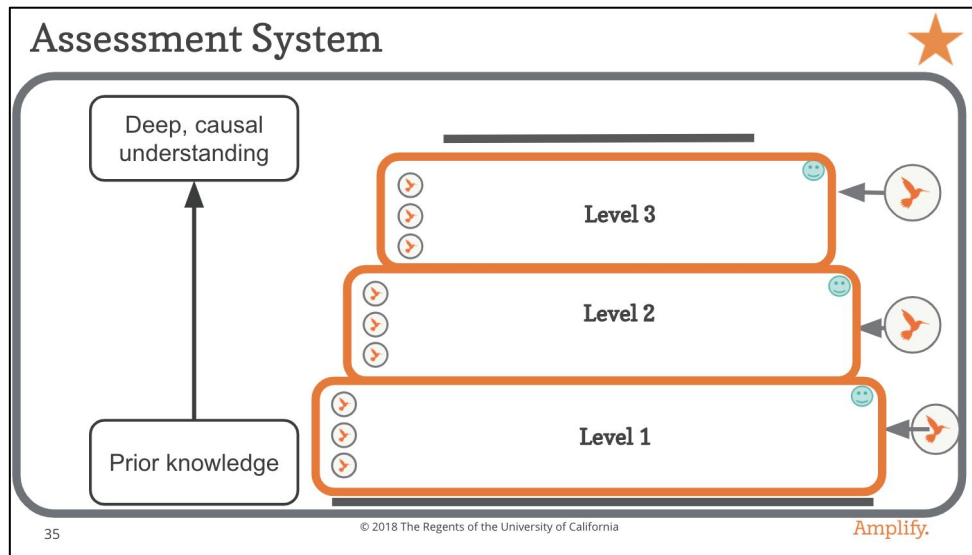 Assessment System
Deep, causal
understanding
Level 3
Level 2
Level 1
Prior knowledge
35
© 2018 The Regents of the University of California
Amplify.